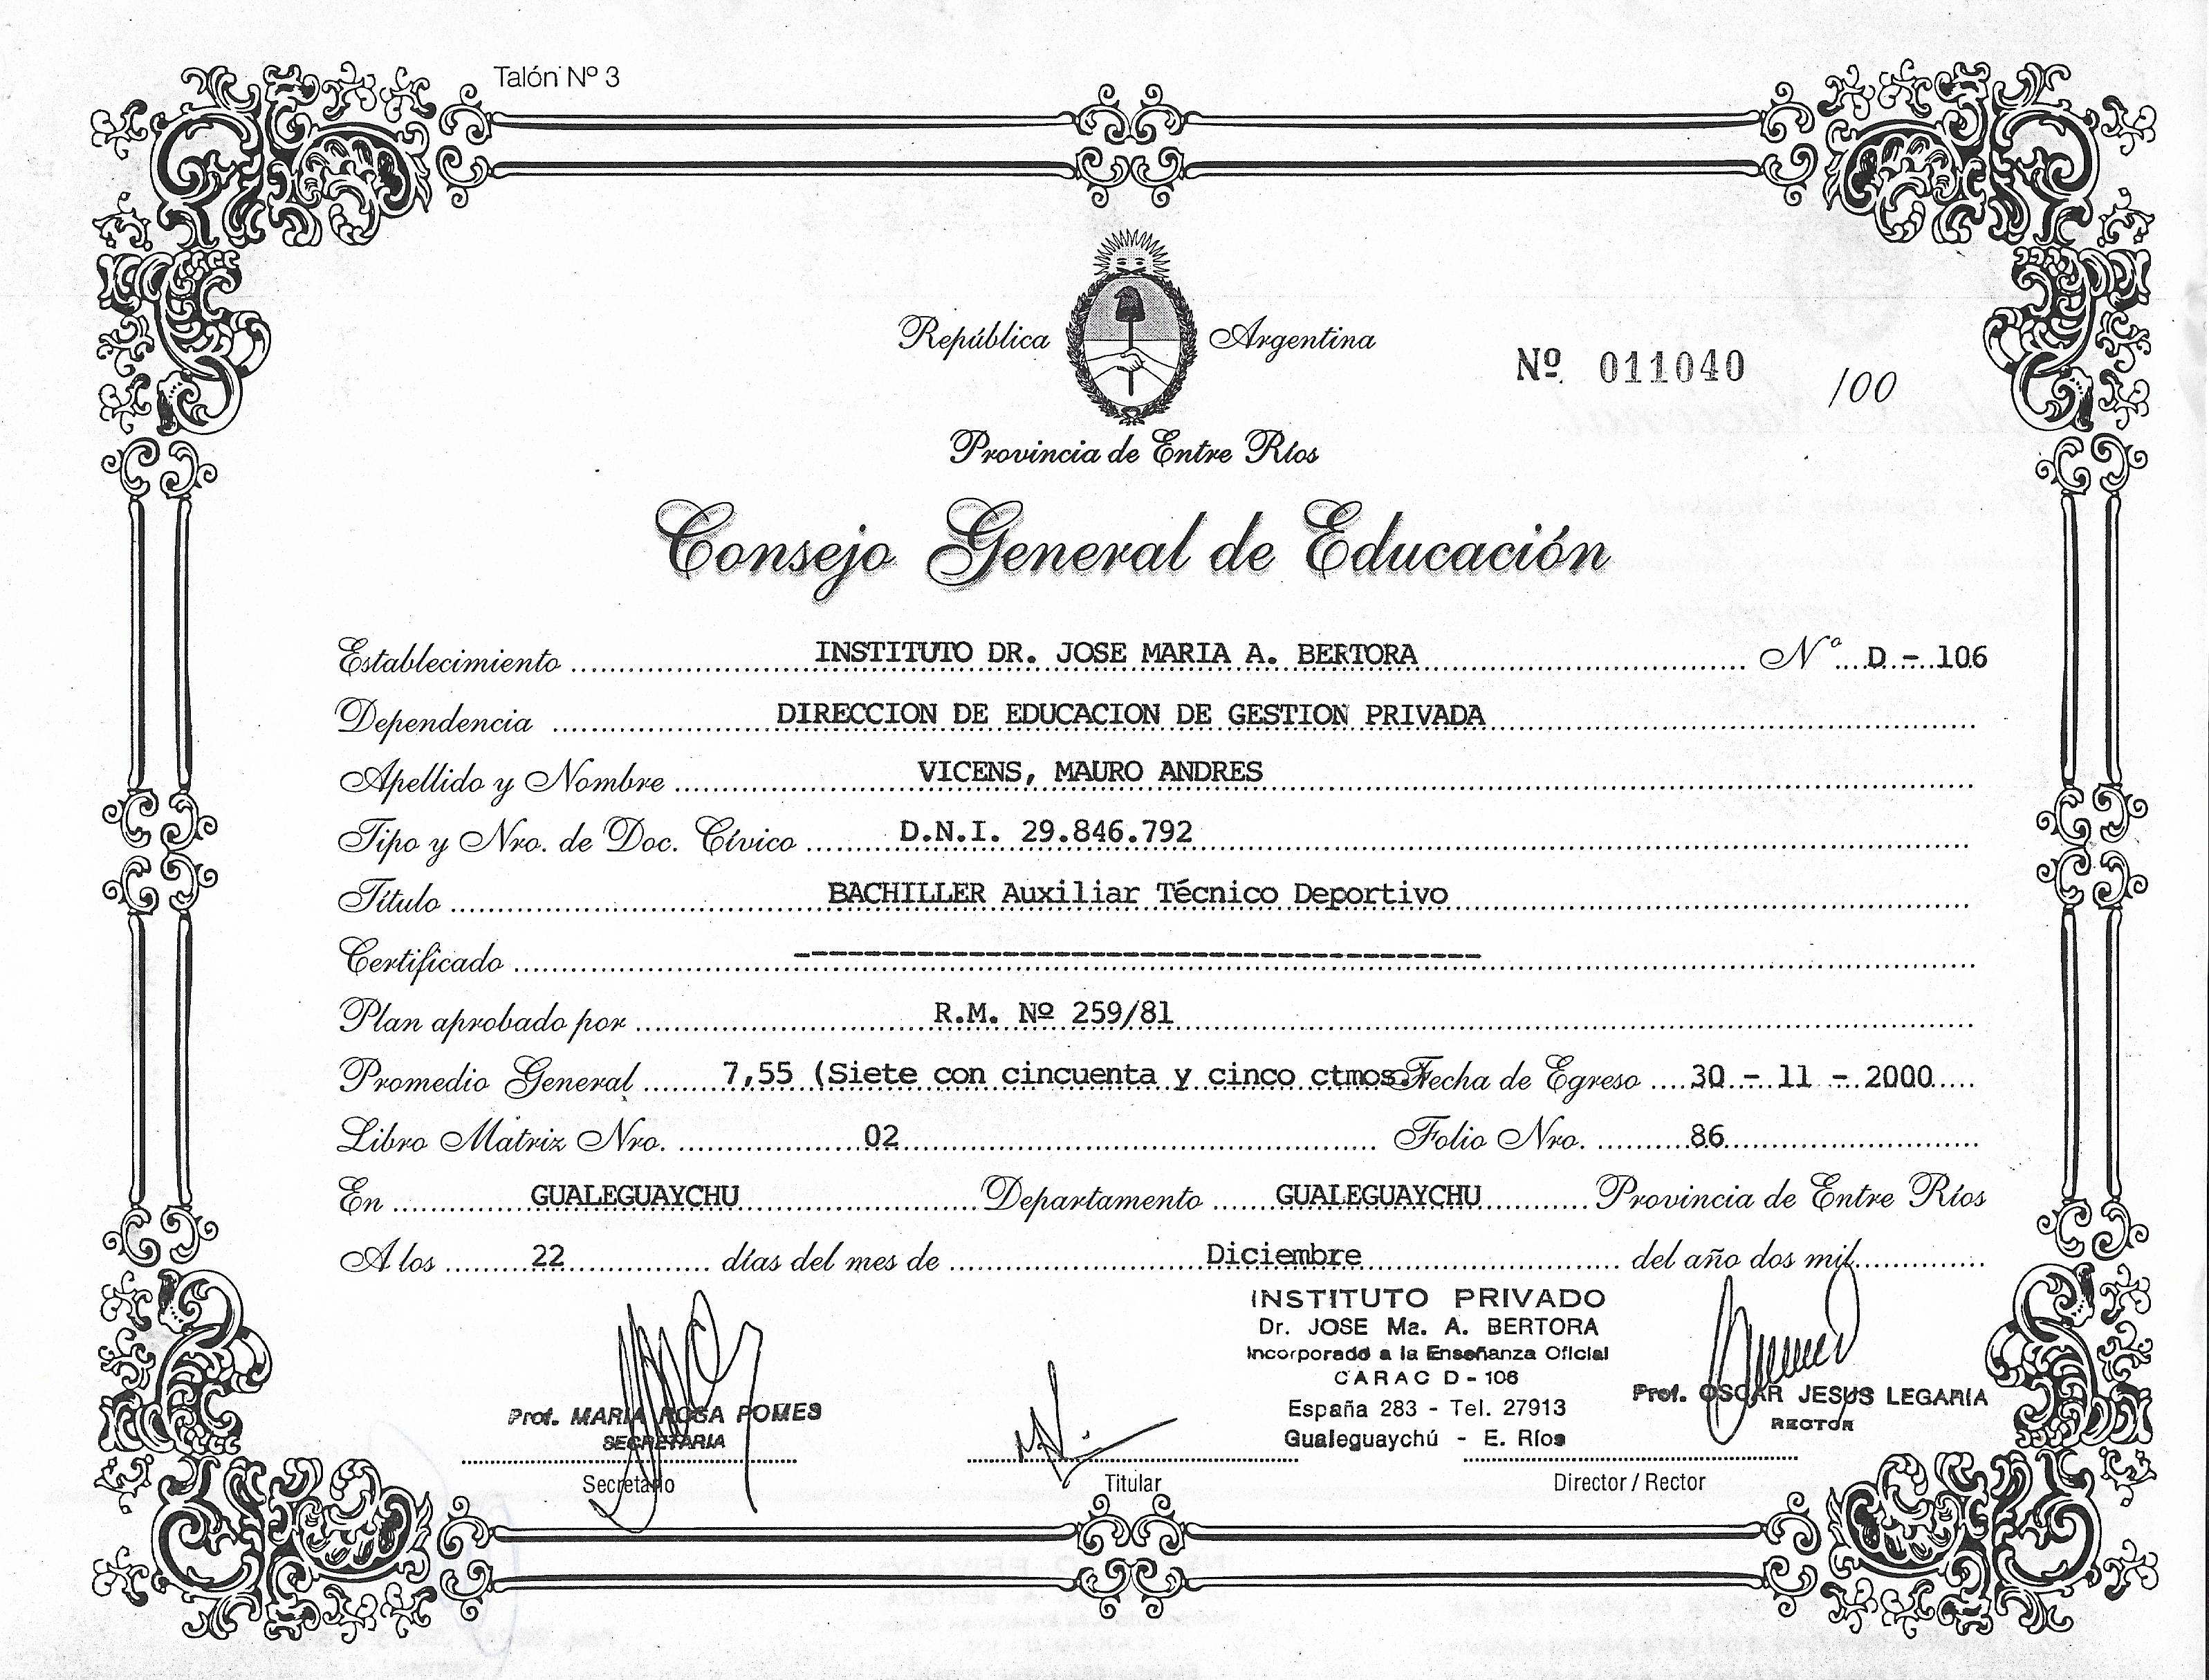 Talón Nº 3
República Argentina
Nº 011040 /00
Provincia de Entre Ríos
Consejo General de Educación
Establecimiento INSTITUTO DR. JOSE MARIA A. BERTORA Nº D - 106
Dependencia DIRECCION DE EDUCACION DE GESTION PRIVADA
Apellido y Nombre VICENS, MAURO ANDRES
Tipo y Nro. de Doc. Cívico D.N.I. 29.846.792
Título BACHILLER Auxiliar Técnico Deportivo
Certificado ----------------------------------------
Plan aprobado por R.M. Nº 259/81
Promedio General 7,55 (Siete con cincuenta y cinco ctmos. Fecha de Egreso 30 - 11 - 2000
Libro Matriz Nro. 02 Folio Nro. 86
En GUALEGUAYCHU Departamento GUALEGUAYCHU Provincia de Entre Ríos
A los 22 días del mes de Diciembre del año dos mil
INSTITUTO PRIVADO
Dr. JOSE Ma. A. BERTORA
Incorporado a la Enseñanza Oficial
CARAC D - 106
España 283 - Tel. 27913
Gualeguaychú - E. Ríos
Prof. MARIA ROSA POMES
SECRETARIA
Secretario
Titular
Prof. OSCAR JESUS LEGARIA
RECTOR
Director / Rector